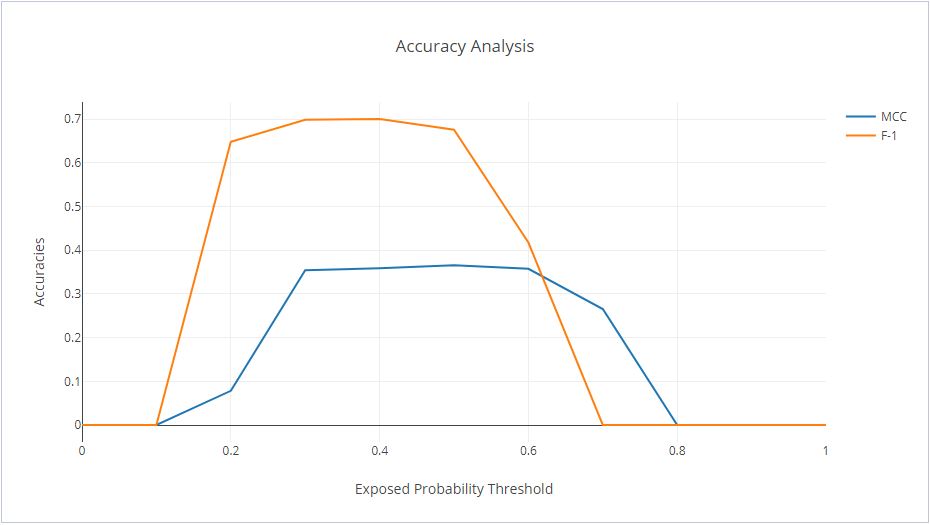 Accuracy Analysis
MCC
F-1
0.7
0.6
0.5
0.4
0.3
0.2
0.1
0
Accuracies
0 0.2 0.4 0.6 0.8 1
Exposed Probability Threshold